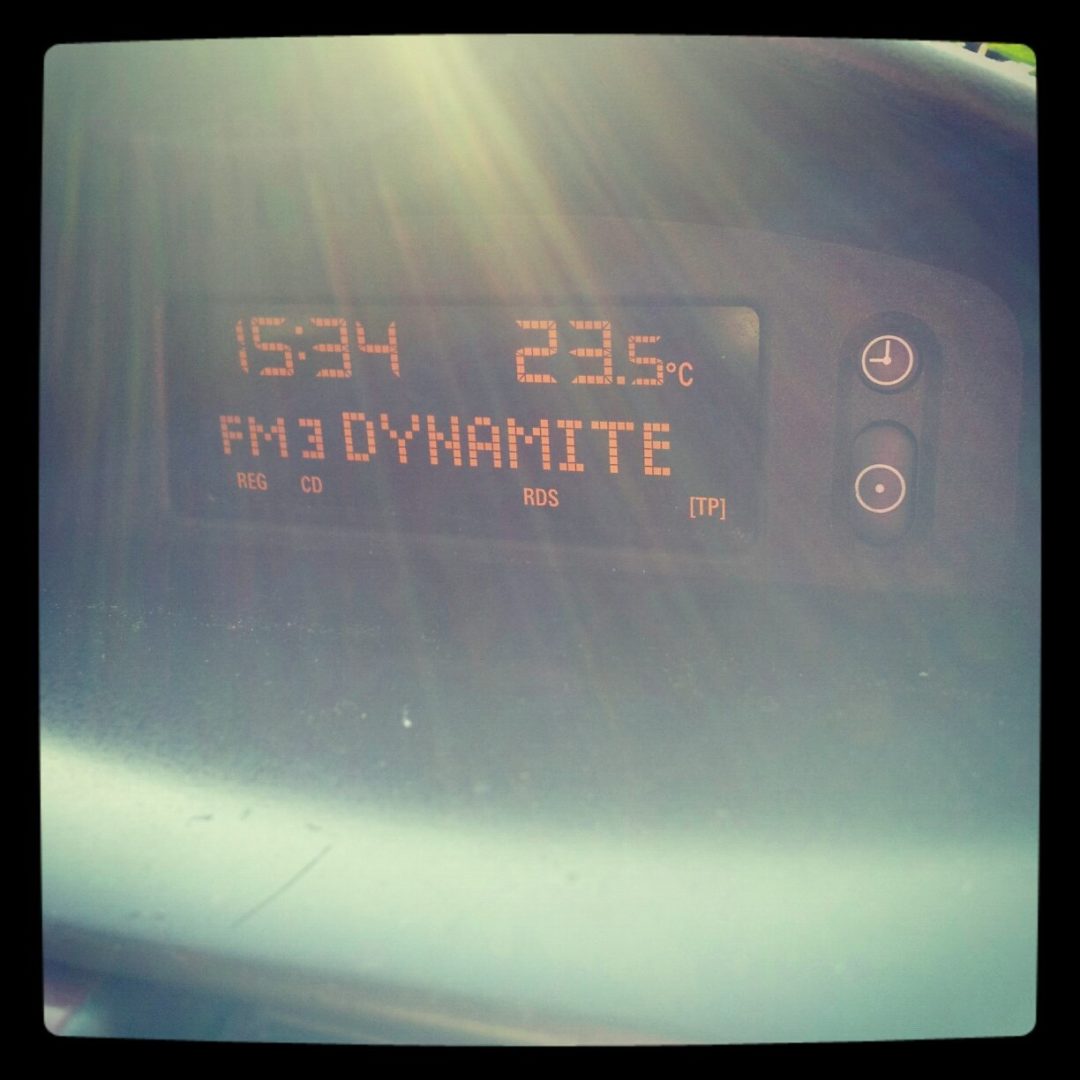 15:34 23.5°C
FM3 DYNAMITE
REG CD RDS [TP]